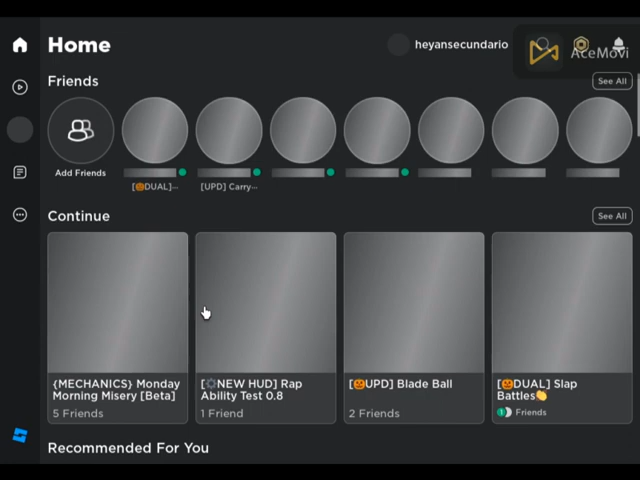 Home
heyansecundario
AceMovi
Friends
See All
Add Friends
[🎃DUAL]...
[UPD] Carry...
Continue
See All
{MECHANICS} Monday
Morning Misery [Beta]
5 Friends
[⚙️NEW HUD] Rap
Ability Test 0.8
1 Friend
[🎃UPD] Blade Ball
2 Friends
[🎃DUAL] Slap
Battles👏
1 Friends
Recommended For You